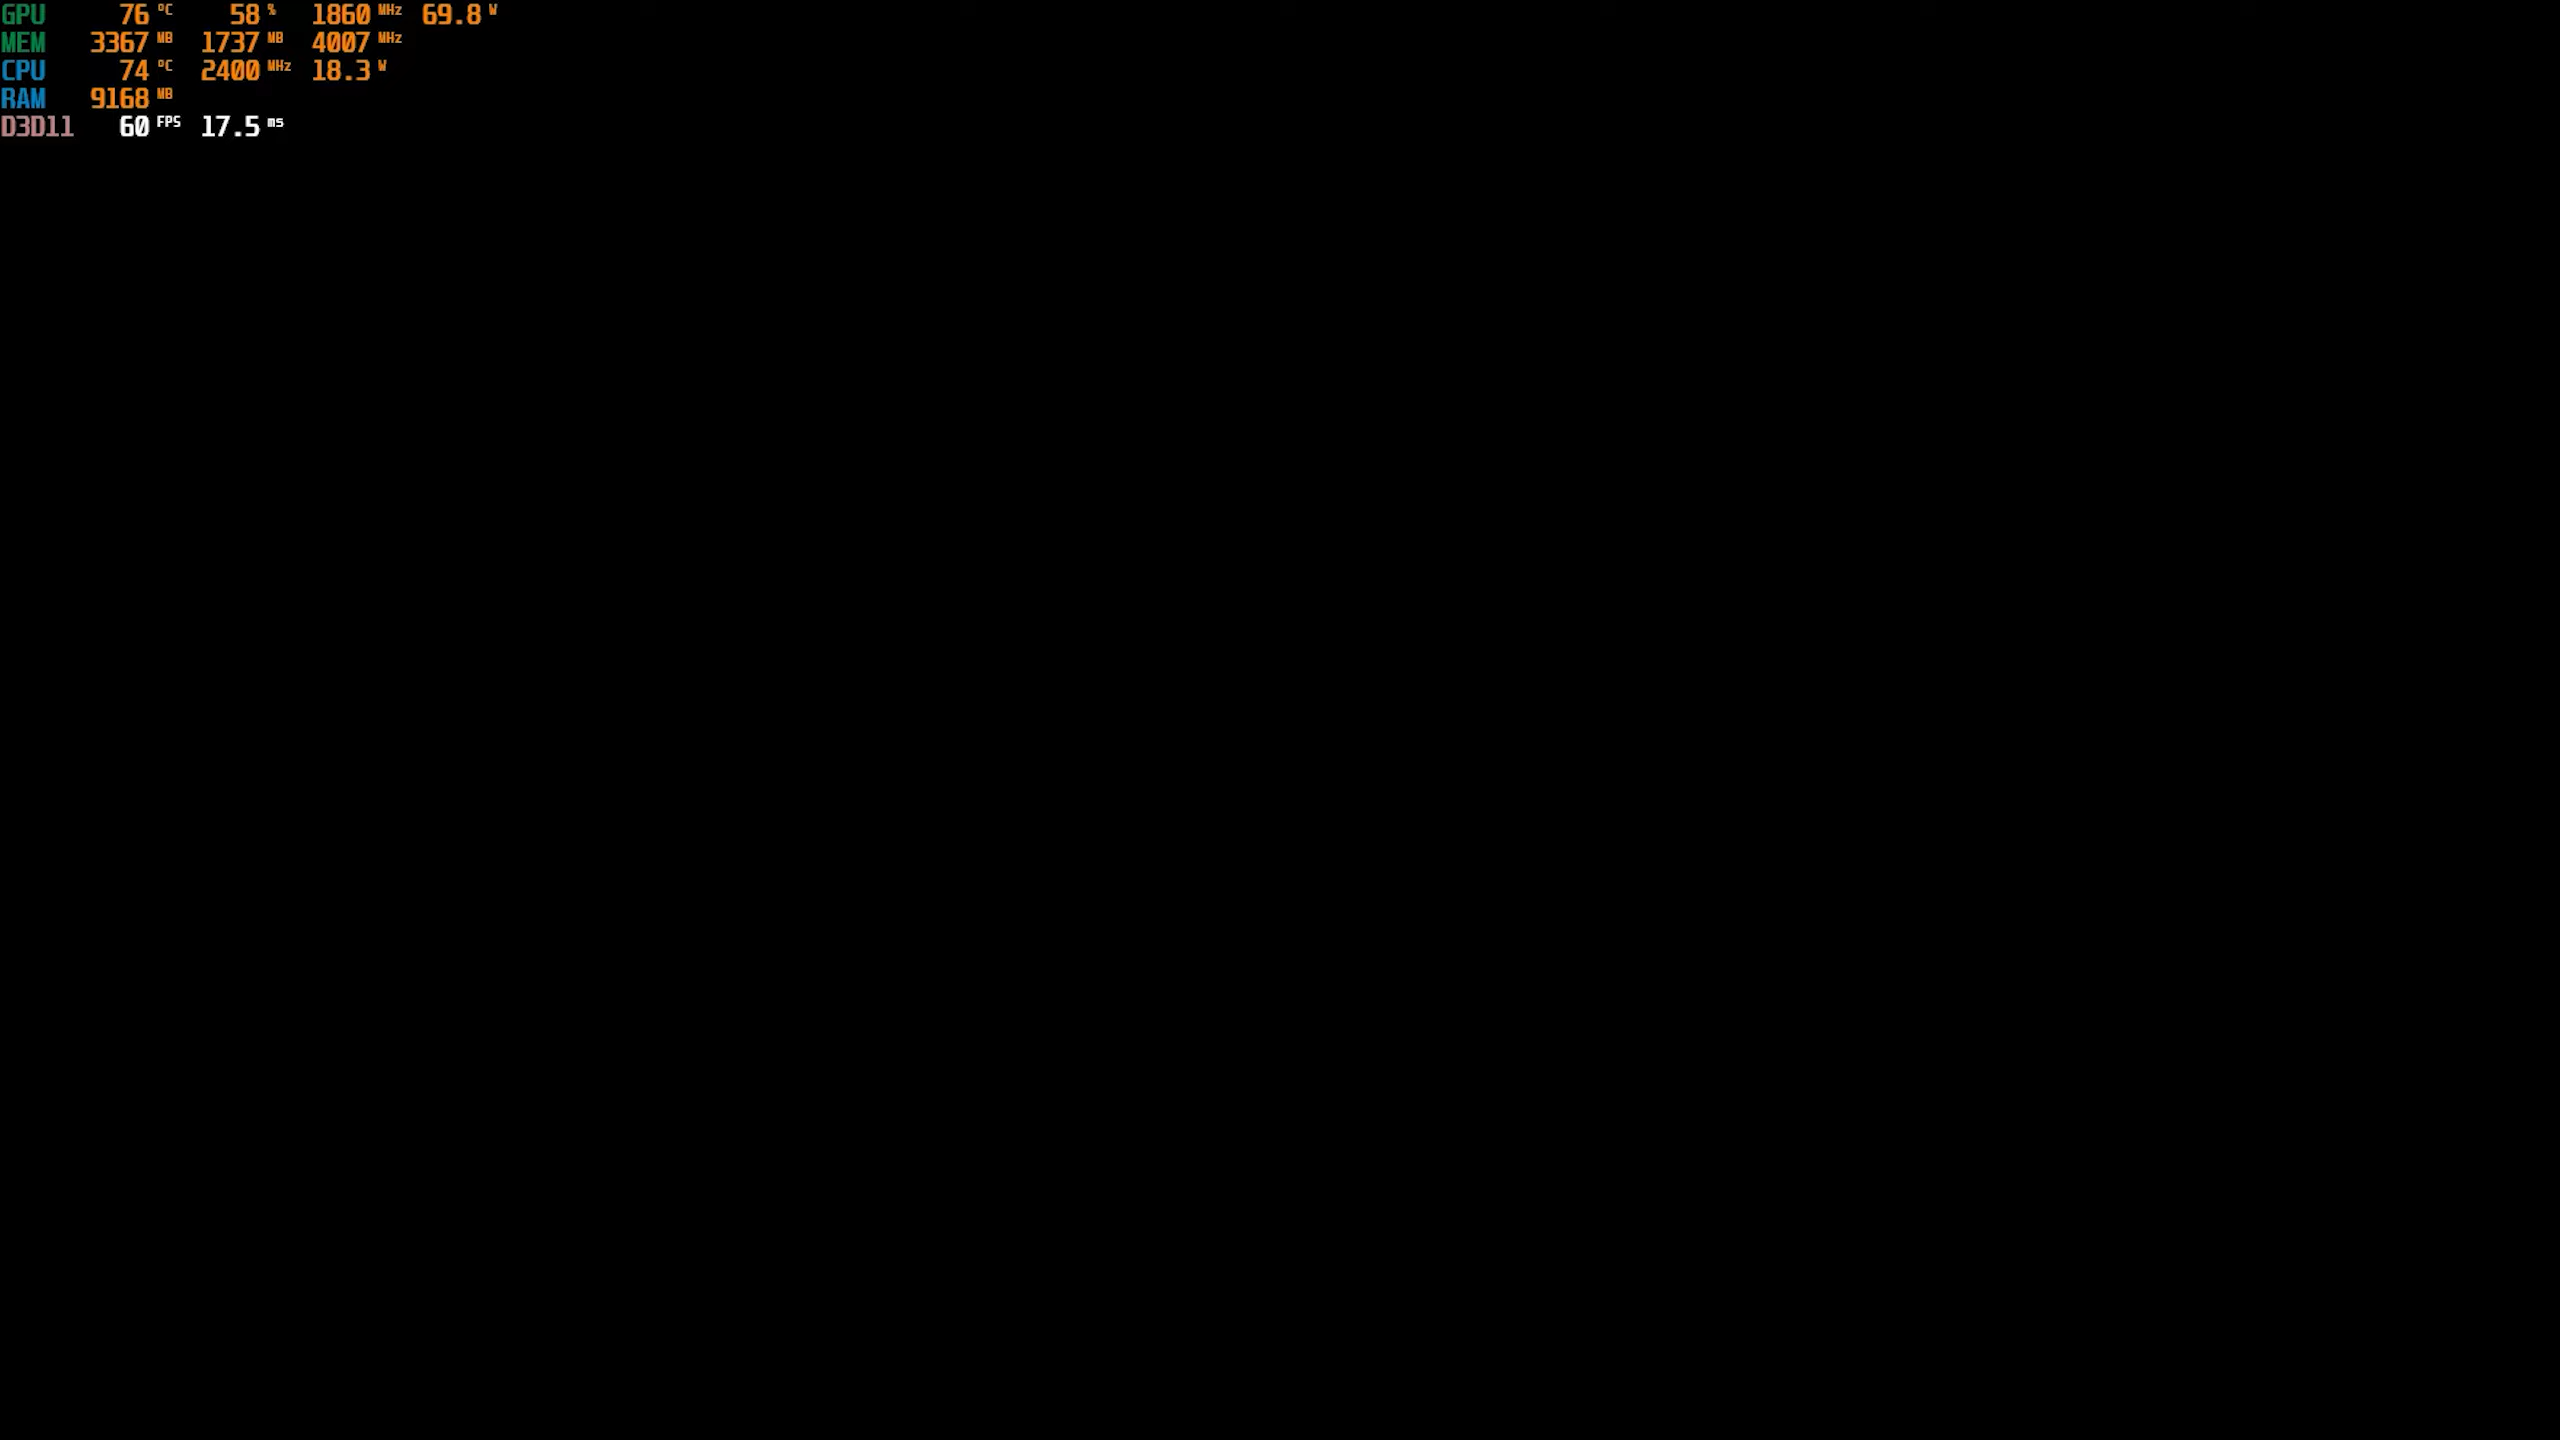 GPU 76 °C 58 % 1860 MHz 69.8 W
MEM 3367 MB 1737 MB 4007 MHz
CPU 74 °C 2400 MHz 18.3 W
RAM 9168 MB
D3D11 60 FPS 17.5 ms